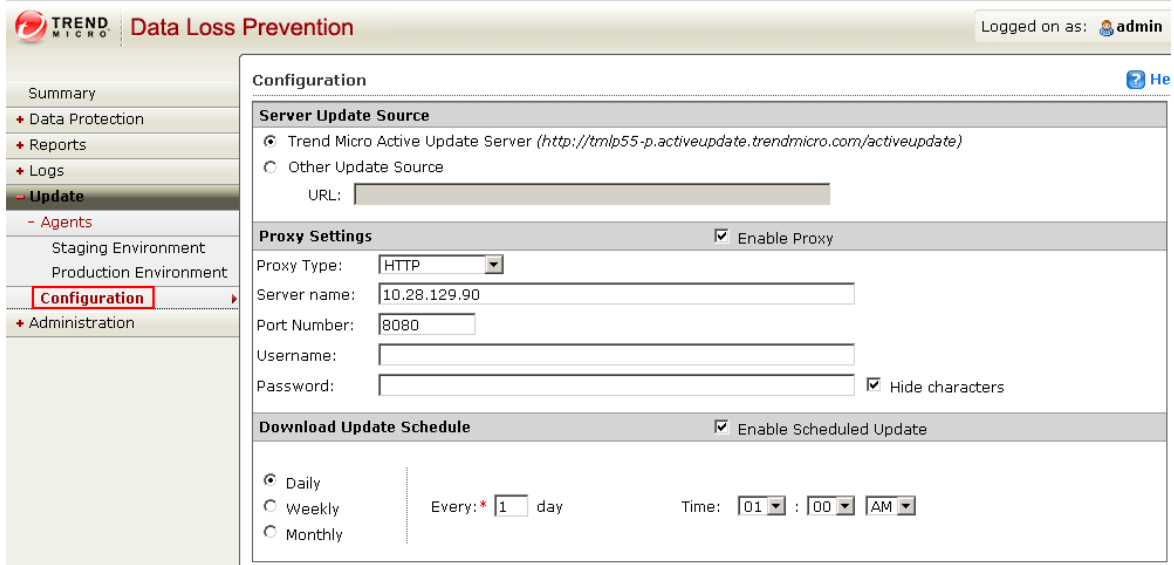 TREND MICRO Data Loss Prevention Logged on as: admin
Configuration He
Summary
+ Data Protection
+ Reports
+ Logs
- Update
- Agents
Staging Environment
Production Environment
Configuration
+ Administration
Server Update Source
Trend Micro Active Update Server (http://tmlp55-p.activeupdate.trendmicro.com/activeupdate)
Other Update Source
URL:
Proxy Settings Enable Proxy
Proxy Type: HTTP
Server name: 10.28.129.90
Port Number: 8080
Username:
Password: Hide characters
Download Update Schedule Enable Scheduled Update
Daily
Weekly Every:* 1 day Time: 01 : 00 AM
Monthly